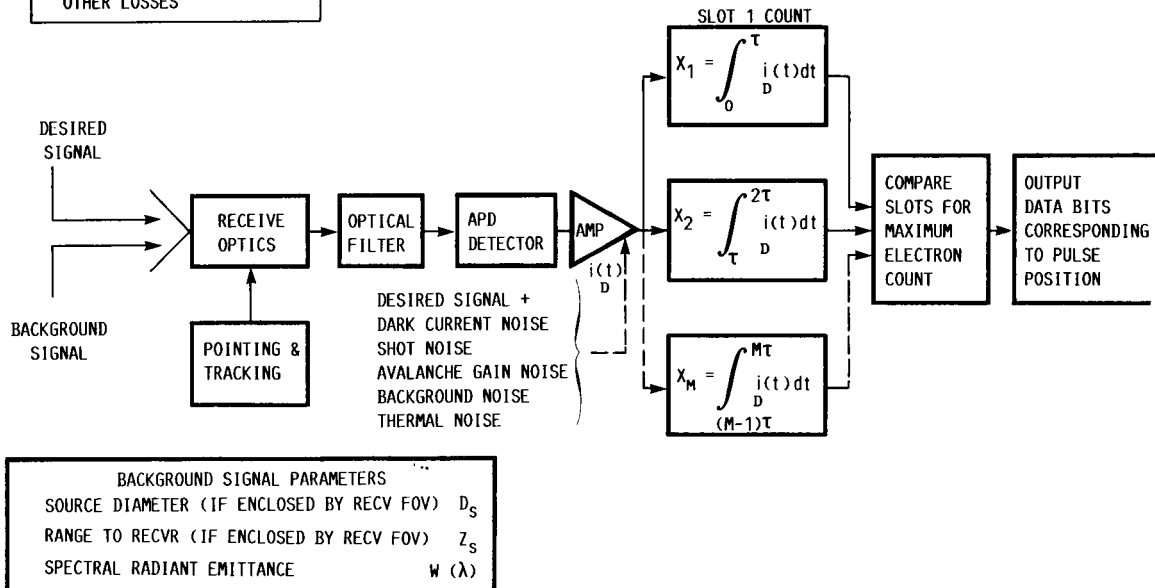 OTHER LOSSES
SLOT 1 COUNT
X1 = ∫0τ iD(t)dt
DESIRED
SIGNAL
BACKGROUND
SIGNAL
RECEIVE
OPTICS
POINTING &
TRACKING
OPTICAL
FILTER
APD
DETECTOR
AMP
i(t)
D
DESIRED SIGNAL +
DARK CURRENT NOISE
SHOT NOISE
AVALANCHE GAIN NOISE
BACKGROUND NOISE
THERMAL NOISE
X2 = ∫τ2τ iD(t)dt
XM = ∫(M-1)τMτ iD(t)dt
COMPARE
SLOTS FOR
MAXIMUM
ELECTRON
COUNT
OUTPUT
DATA BITS
CORRESPONDING
TO PULSE
POSITION
BACKGROUND SIGNAL PARAMETERS
SOURCE DIAMETER (IF ENCLOSED BY RECV FOV) DS
RANGE TO RECVR (IF ENCLOSED BY RECV FOV) ZS
SPECTRAL RADIANT EMITTANCE W (λ)